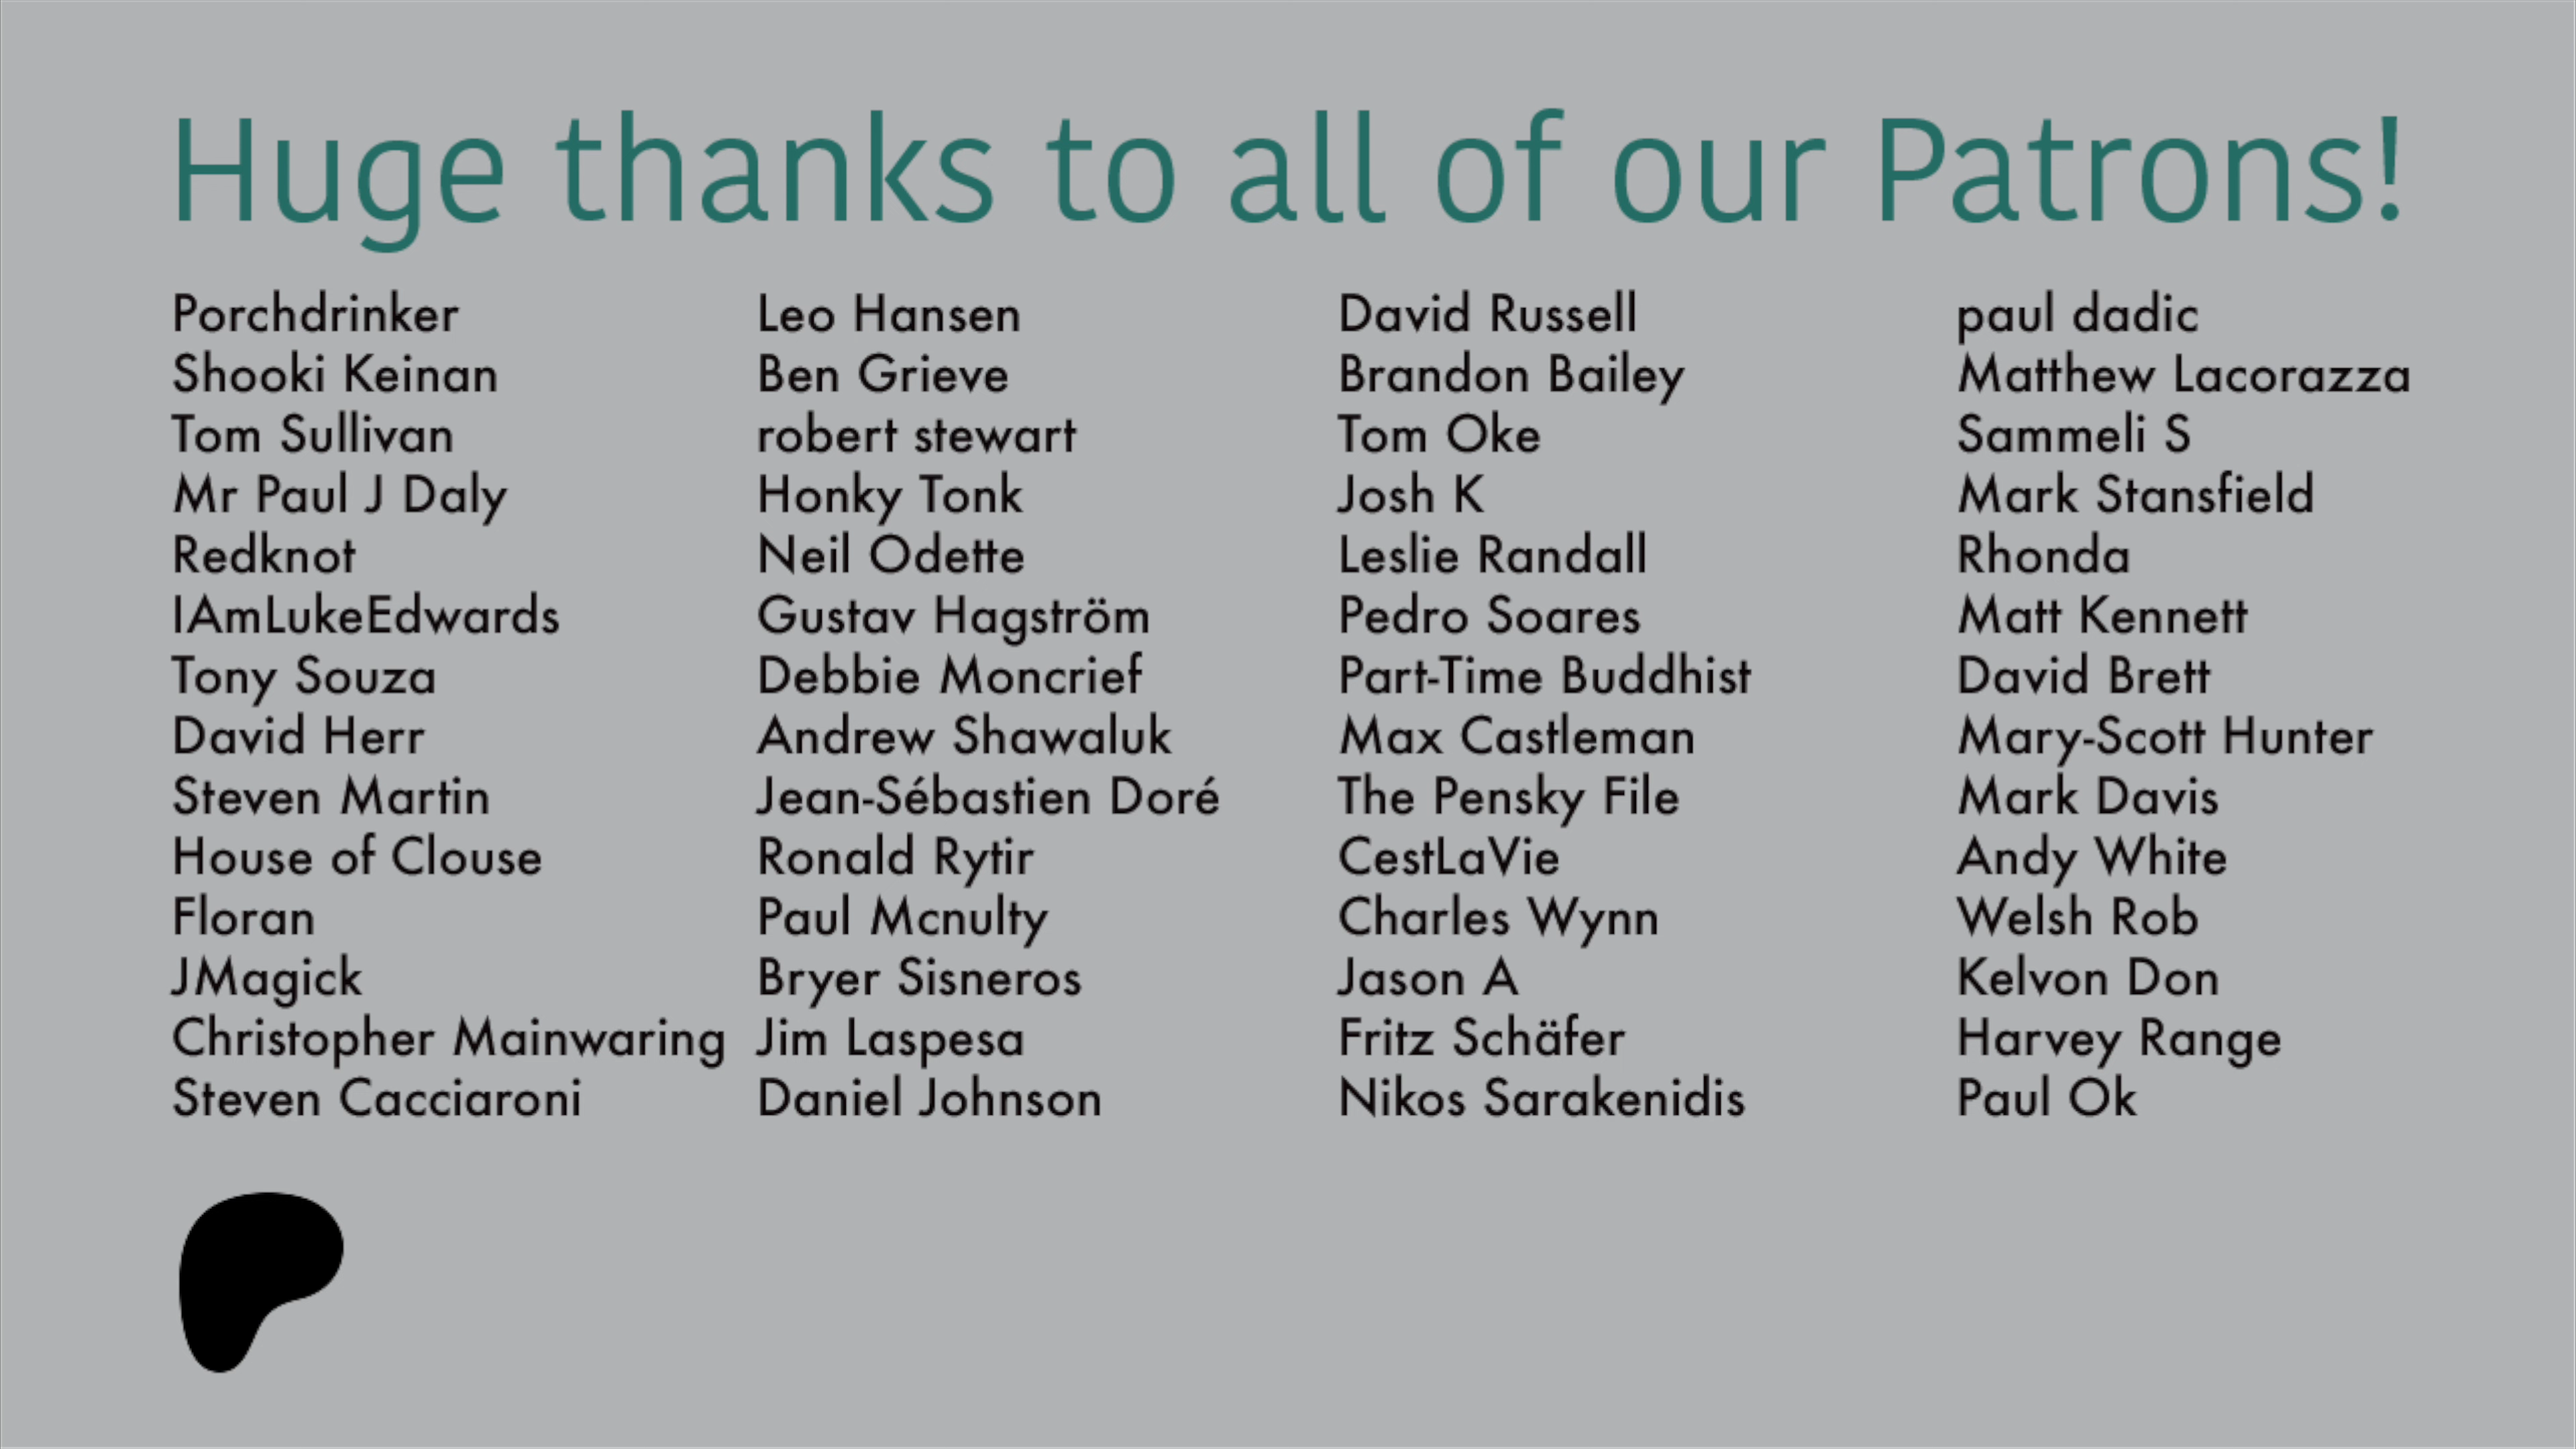 Huge thanks to all of our Patrons!
Porchdrinker
Shooki Keinan
Tom Sullivan
Mr Paul J Daly
Redknot
IAmLukeEdwards
Tony Souza
David Herr
Steven Martin
House of Clouse
Floran
JMagick
Christopher Mainwaring
Steven Cacciaroni
Leo Hansen
Ben Grieve
robert stewart
Honky Tonk
Neil Odette
Gustav Hagström
Debbie Moncrief
Andrew Shawaluk
Jean-Sébastien Doré
Ronald Rytir
Paul Mcnulty
Bryer Sisneros
Jim Laspesa
Daniel Johnson
David Russell
Brandon Bailey
Tom Oke
Josh K
Leslie Randall
Pedro Soares
Part-Time Buddhist
Max Castleman
The Pensky File
CestLaVie
Charles Wynn
Jason A
Fritz Schäfer
Nikos Sarakenidis
paul dadic
Matthew Lacorazza
Sammeli S
Mark Stansfield
Rhonda
Matt Kennett
David Brett
Mary-Scott Hunter
Mark Davis
Andy White
Welsh Rob
Kelvon Don
Harvey Range
Paul Ok